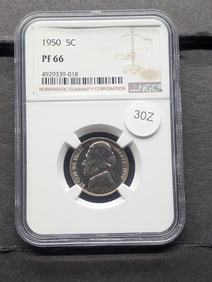 1950 5C
PF 66
4929339-018
NUMISMATIC GUARANTY CORPORATION
NGC
30Z